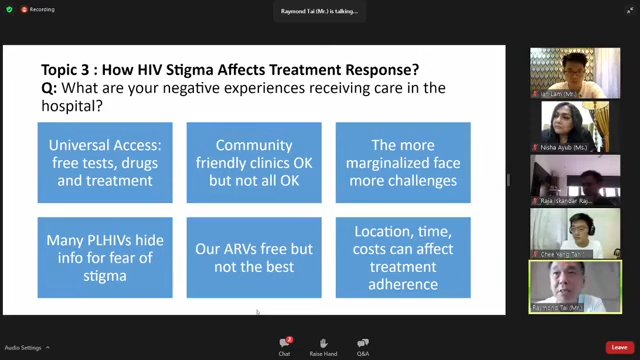 Recording
Raymond Tai (Mr.) is talking...
Topic 3 : How HIV Stigma Affects Treatment Response?
Q: What are your negative experiences receiving care in the
hospital?
Universal Access:
free tests, drugs
and treatment
Community
friendly clinics OK
but not all OK
The more
marginalized face
more challenges
Many PLHIVs hide
info for fear of
stigma
Our ARVs free but
not the best
Location, time,
costs can affect
treatment
adherence
Ian Lam (Mr.)
Nisha Ayub (Ms.)
Raja Iskandar Raj...
Chee Yang Tan
Raymond Tai (Mr.)
Audio Settings
2
Chat
Raise Hand
Q&A
Leave